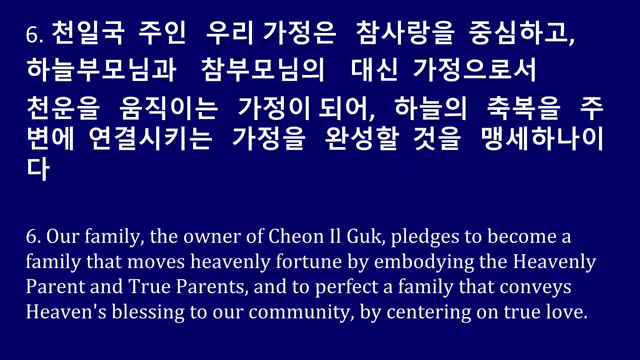 6. 천일국 주인 우리 가정은 참사랑을 중심하고,
하늘부모님과 참부모님의 대신 가정으로서
천운을 움직이는 가정이 되어, 하늘의 축복을 주
변에 연결시키는 가정을 완성할 것을 맹세하나이
다
6. Our family, the owner of Cheon Il Guk, pledges to become a
family that moves heavenly fortune by embodying the Heavenly
Parent and True Parents, and to perfect a family that conveys
Heaven's blessing to our community, by centering on true love.